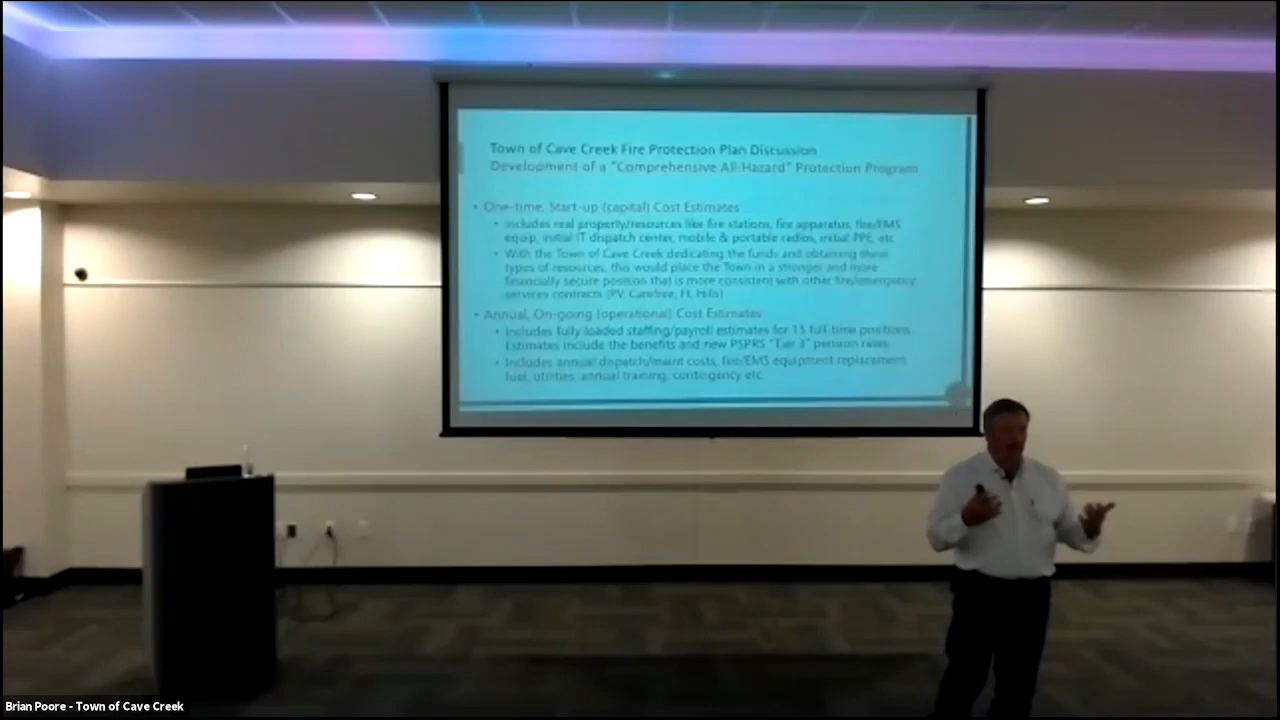 Town of Cave Creek Fire Protection Plan Discussion
Development of a "Comprehensive All-Hazard" Protection Program
• One-time, Start-up (capital) Cost Estimates
• Includes real property/resources like fire stations, fire apparatus, fire/EMS
equip, initial IT dispatch center, mobile & portable radios, initial PPE, etc
• With the Town of Cave Creek dedicating the funds and obtaining these
types of resources, this would place the Town in a stronger and more
financially secure position that is more consistent with other fire/emergency
services contracts (PV, Carefree, Ft. Hills)
• Annual, On-going (operational) Cost Estimates
• Includes fully loaded staffing/payroll estimates for 15 full-time positions.
Estimates include the benefits and new PSPRS "Tier 3" pension rates
• Includes annual dispatch/maint costs, fire/EMS equipment replacement,
fuel, utilities, annual training, contingency etc.
Brian Poore - Town of Cave Creek